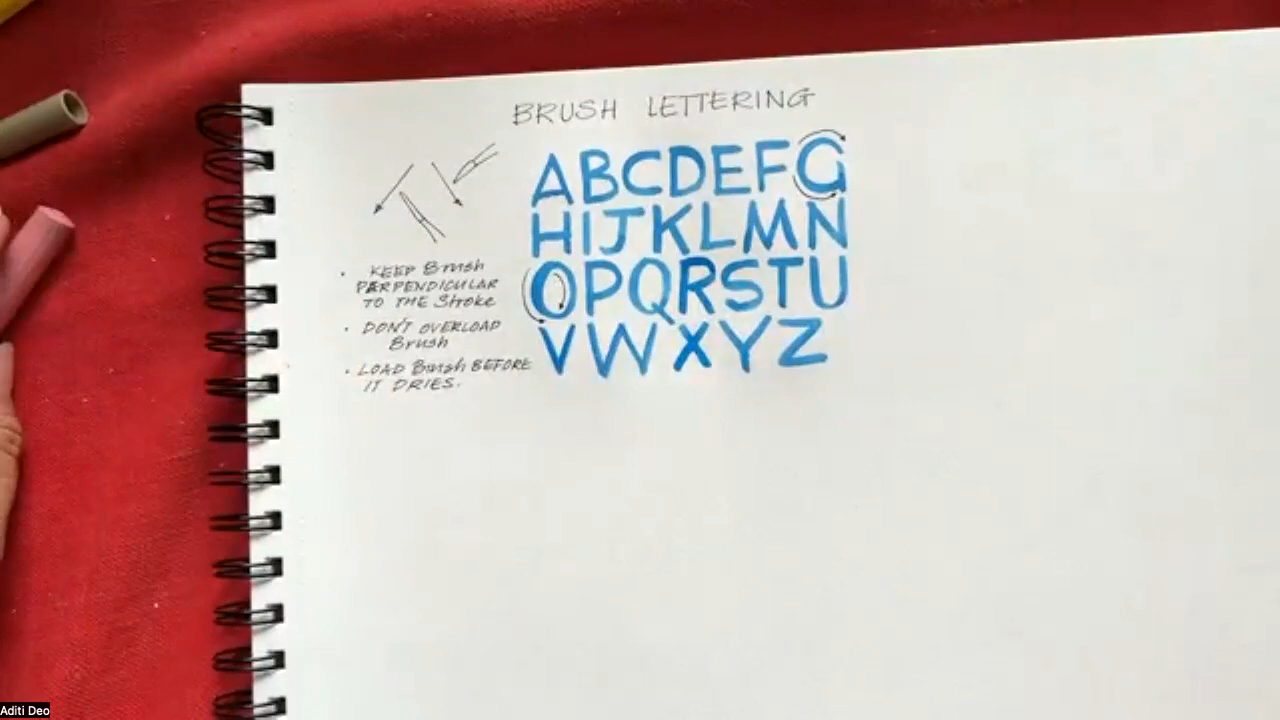 BRUSH LETTERING
ABCDEFG
HIJKLMN
OPQRSTU
VWXYZ
• KEEP Brush
PERPENDICULAR
TO THE Stroke
• DON'T OVERLOAD
Brush
• LOAD Brush BEFORE
IT DRIES.
Aditi Deo